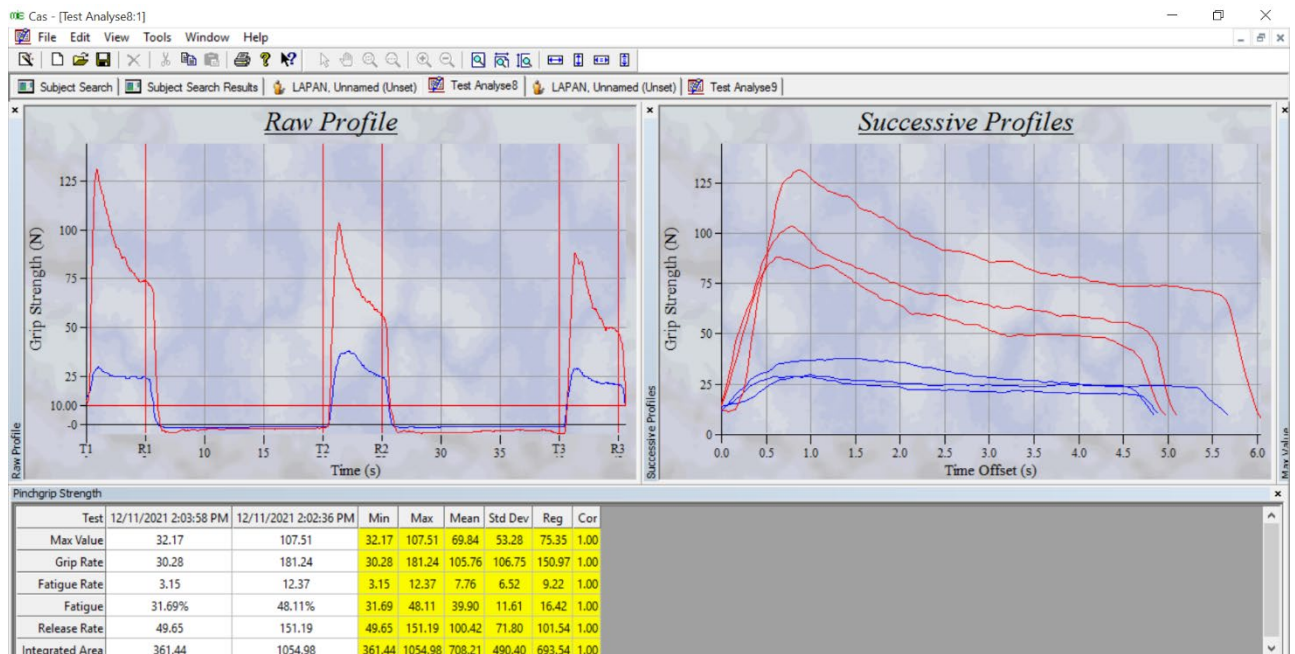 mie Cas - [Test Analyse8:1]
File Edit View Tools Window Help
Subject Search Subject Search Results LAPAN, Unnamed (Unset) Test Analyse8 LAPAN, Unnamed (Unset) Test Analyse9
Raw Profile
Grip Strength (N)
125
100
75
50
25
10.00
-0
T1 R1 10 15 T2 R2 30 35 T3 R3
Time (s)
Raw Profile
Successive Profiles
Grip Strength (N)
125
100
75
50
25
0
0.0 0.5 1.0 1.5 2.0 2.5 3.0 3.5 4.0 4.5 5.0 5.5 6.0
Time Offset (s)
Successive Profiles
Max Value
Pinchgrip Strength
Test 12/11/2021 2:03:58 PM 12/11/2021 2:02:36 PM Min Max Mean Std Dev Reg Cor
Max Value 32.17 107.51 32.17 107.51 69.84 53.28 75.35 1.00
Grip Rate 30.28 181.24 30.28 181.24 105.76 106.75 150.97 1.00
Fatigue Rate 3.15 12.37 3.15 12.37 7.76 6.52 9.22 1.00
Fatigue 31.69% 48.11% 31.69 48.11 39.90 11.61 16.42 1.00
Release Rate 49.65 151.19 49.65 151.19 100.42 71.80 101.54 1.00
Integrated Area 361.44 1054.98 361.44 1054.98 708.21 490.40 693.54 1.00